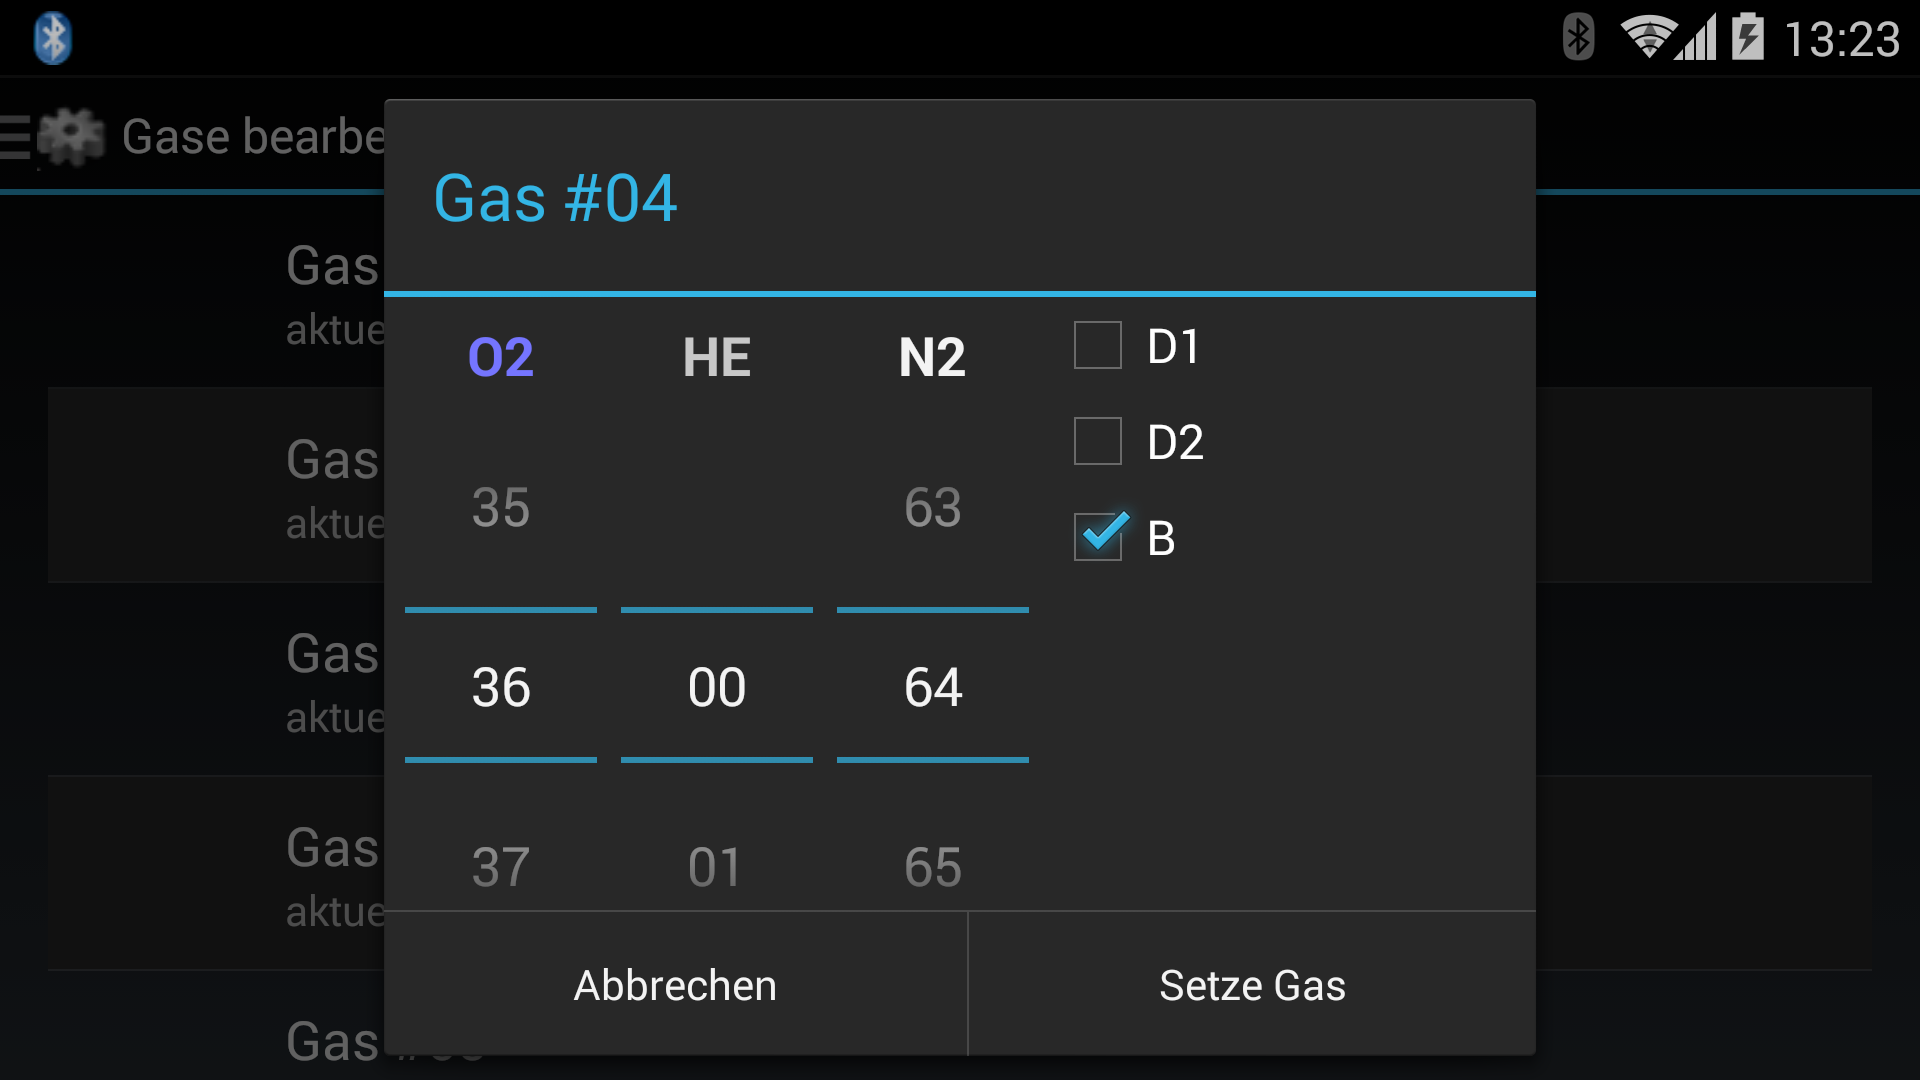 13:23
Gase bearbe
Gas #04
Gas
aktue
Gas
aktue
Gas
aktue
Gas
aktue
Gas
O2 HE N2
35 63
36 00 64
37 01 65
D1
D2
B
Abbrechen Setze Gas